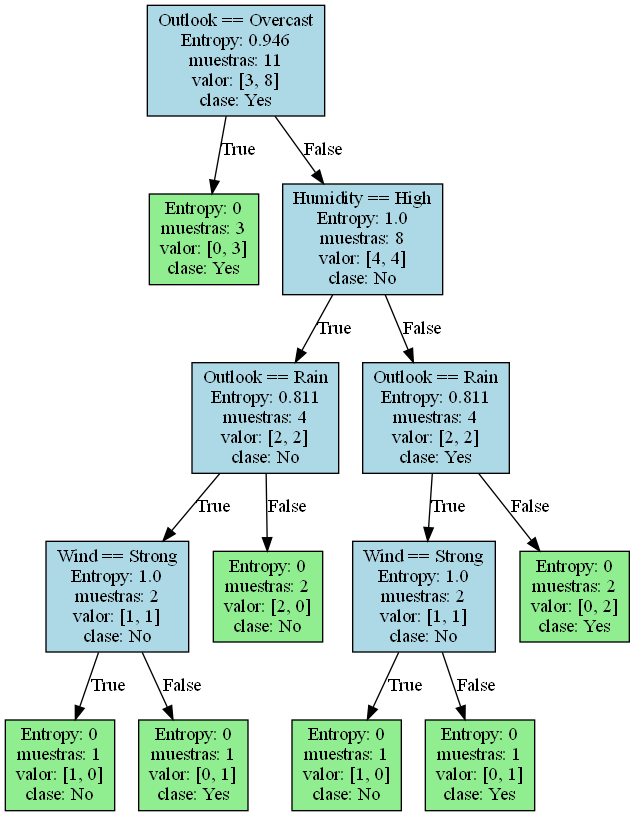 Outlook == Overcast
Entropy: 0.946
muestras: 11
valor: [3, 8]
clase: Yes
True
False
Entropy: 0
muestras: 3
valor: [0, 3]
clase: Yes
Humidity == High
Entropy: 1.0
muestras: 8
valor: [4, 4]
clase: No
True
False
Outlook == Rain
Entropy: 0.811
muestras: 4
valor: [2, 2]
clase: No
Outlook == Rain
Entropy: 0.811
muestras: 4
valor: [2, 2]
clase: Yes
True
False
True
False
Wind == Strong
Entropy: 1.0
muestras: 2
valor: [1, 1]
clase: No
Entropy: 0
muestras: 2
valor: [2, 0]
clase: No
Wind == Strong
Entropy: 1.0
muestras: 2
valor: [1, 1]
clase: No
Entropy: 0
muestras: 2
valor: [0, 2]
clase: Yes
True
False
True
False
Entropy: 0
muestras: 1
valor: [1, 0]
clase: No
Entropy: 0
muestras: 1
valor: [0, 1]
clase: Yes
Entropy: 0
muestras: 1
valor: [1, 0]
clase: No
Entropy: 0
muestras: 1
valor: [0, 1]
clase: Yes